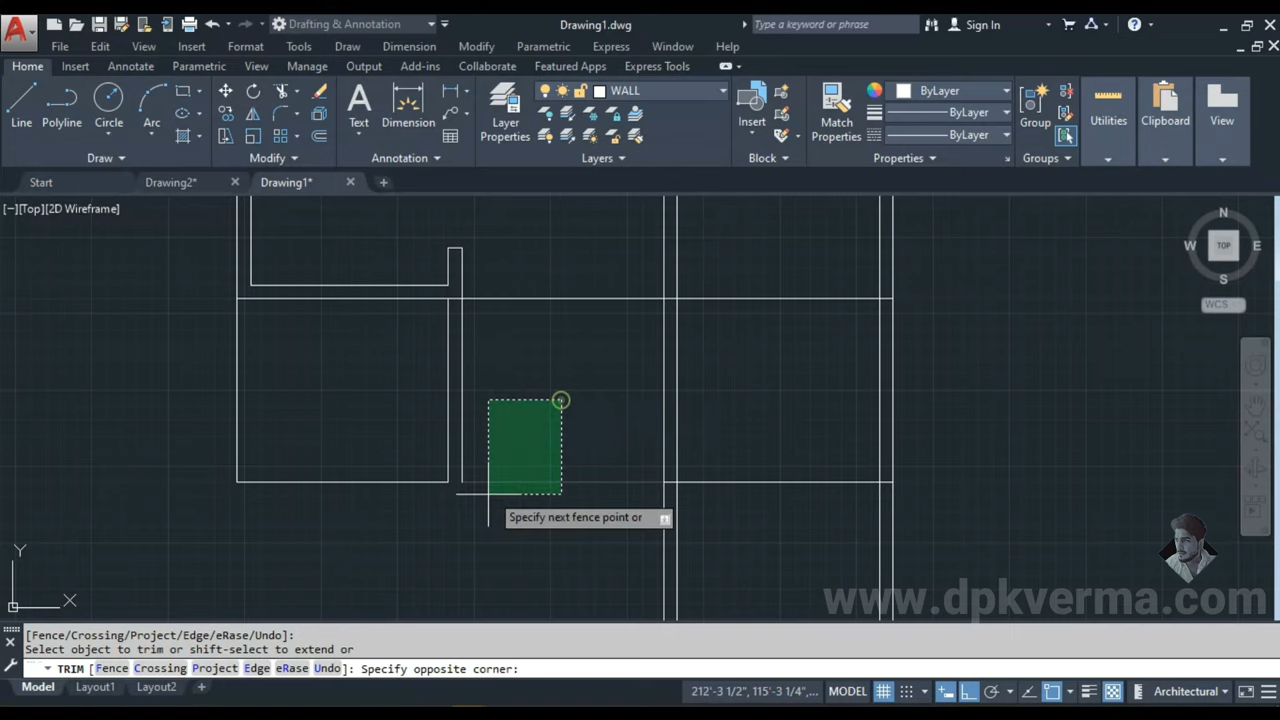 Drafting & Annotation
Drawing1.dwg
Type a keyword or phrase
Sign In
File Edit View Insert Format Tools Draw Dimension Modify Parametric Express Window Help
Home Insert Annotate Parametric View Manage Output Add-ins Collaborate Featured Apps Express Tools
WALL
ByLayer
ByLayer
ByLayer
Line Polyline Circle Arc
Text Dimension
Layer Properties
Insert
Match Properties
Group
Utilities
Clipboard
View
Draw Modify Annotation Layers Block Properties Groups
Start Drawing2* Drawing1*
[−][Top][2D Wireframe]
N
W TOP E
S
WCS
Specify next fence point or
Y
X
www.dpkverma.com
[Fence/Crossing/Project/Edge/eRase/Undo]:
Select object to trim or shift-select to extend or
TRIM [Fence Crossing Project Edge eRase Undo]: Specify opposite corner:
Model Layout1 Layout2
212'-3 1/2", 115'-3 1/4",...
MODEL
Architectural